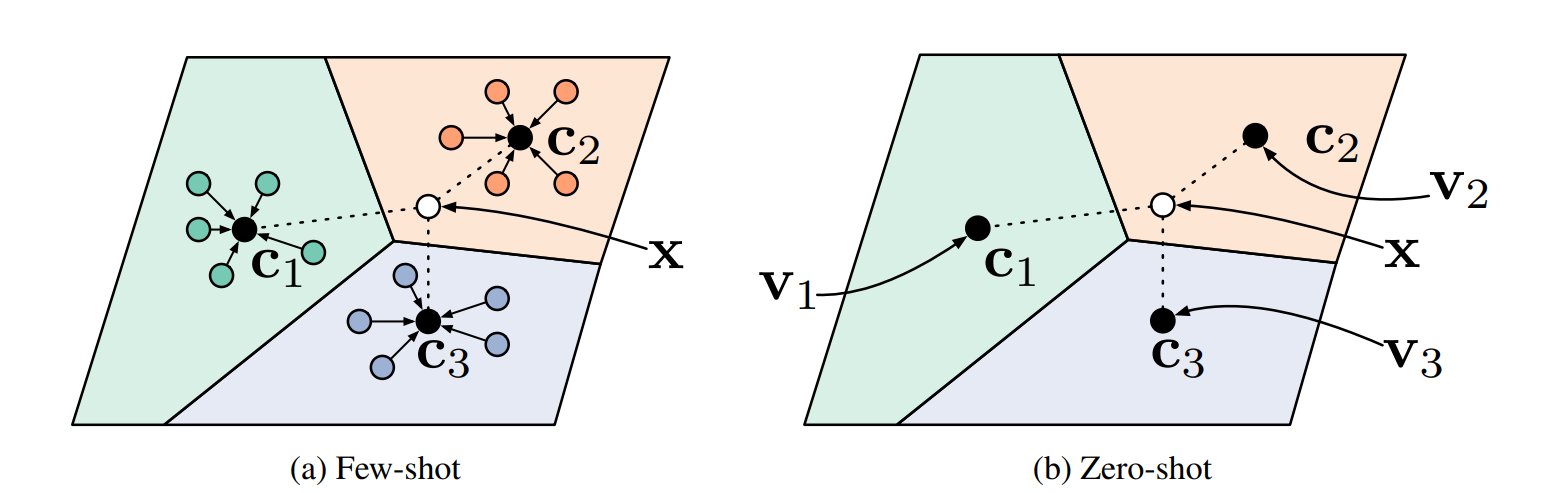 c₂
c₁
x
c₃
(a) Few-shot
c₂
v₂
c₁
x
v₁
c₃
v₃
(b) Zero-shot